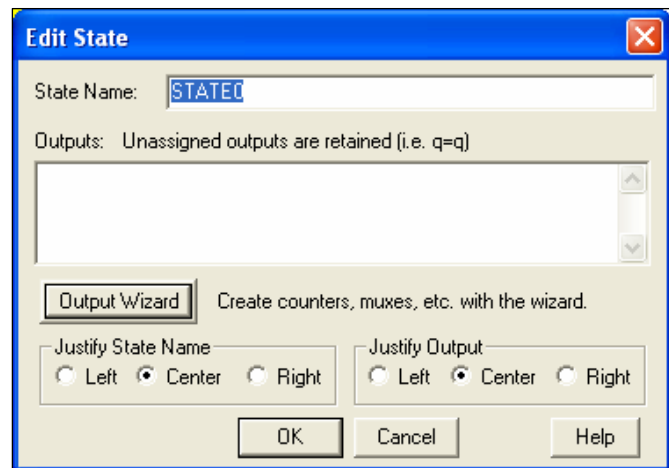 Edit State
State Name: STATE0
Outputs: Unassigned outputs are retained (i.e. q=q)
Output Wizard Create counters, muxes, etc. with the wizard.
Justify State Name Justify Output
Left Center Right Left Center Right
OK Cancel Help